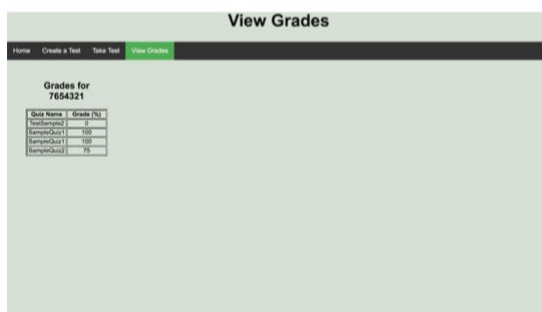 View Grades
Home Create a Test Take Test View Grades
Grades for
7654321
Quiz Name Grade (%)
TestSample2 0
SampleQuiz1 100
SampleQuiz1 100
SampleQuiz2 75